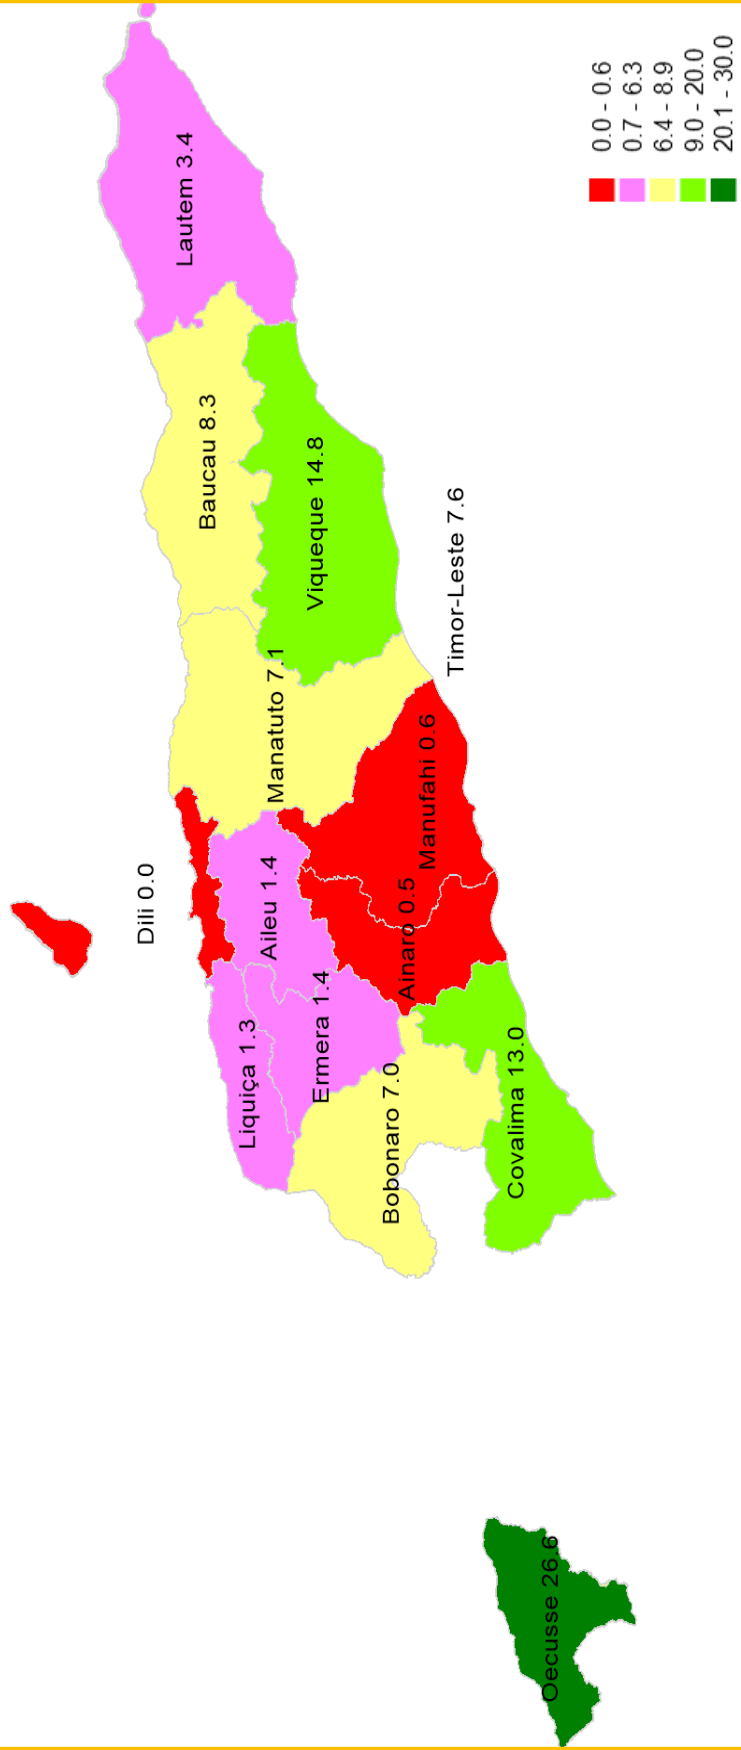 Lautem 3.4
Baucau 8.3
Viqueque 14.8
Manatuto 7.1
Timor-Leste 7.6
Dili 0.0
Manufahi 0.6
Aileu 1.4
Ainaro 0.5
Liquiça 1.3
Ermera 1.4
Bobonaro 7.0
Covalima 13.0
Oecusse 26.6
0.0 - 0.6
0.7 - 6.3
6.4 - 8.9
9.0 - 20.0
20.1 - 30.0